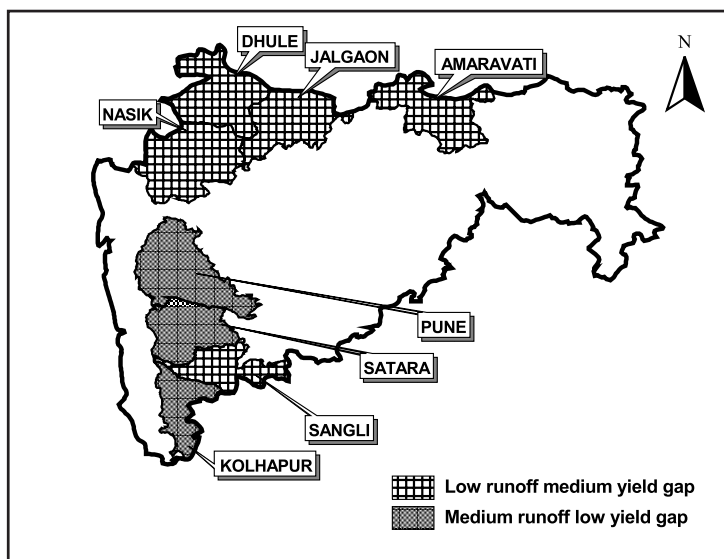 DHULE
JALGAON
AMARAVATI
N
NASIK
PUNE
SATARA
SANGLI
KOLHAPUR
Low runoff medium yield gap
Medium runoff low yield gap